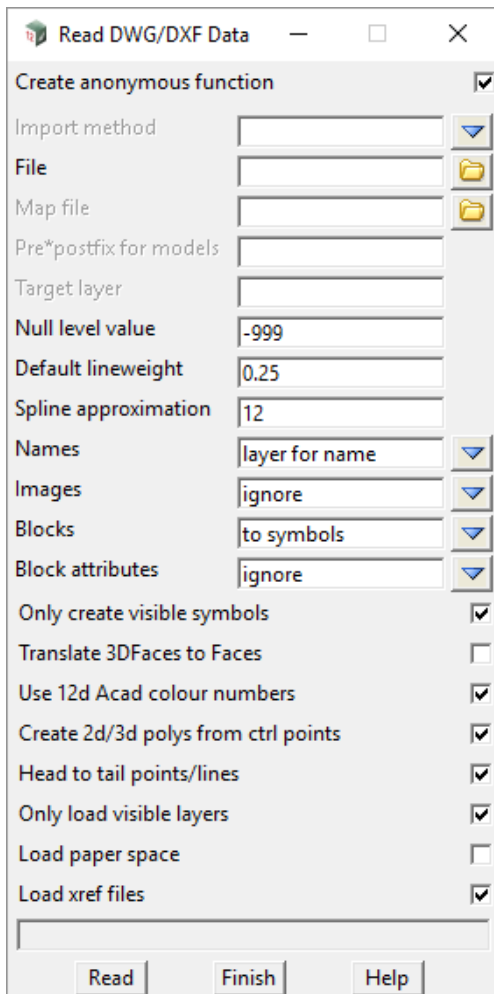 Read DWG/DXF Data
Create anonymous function
Import method
File
Map file
Pre*postfix for models
Target layer
Null level value -999
Default lineweight 0.25
Spline approximation 12
Names layer for name
Images ignore
Blocks to symbols
Block attributes ignore
Only create visible symbols
Translate 3DFaces to Faces
Use 12d Acad colour numbers
Create 2d/3d polys from ctrl points
Head to tail points/lines
Only load visible layers
Load paper space
Load xref files
Read Finish Help